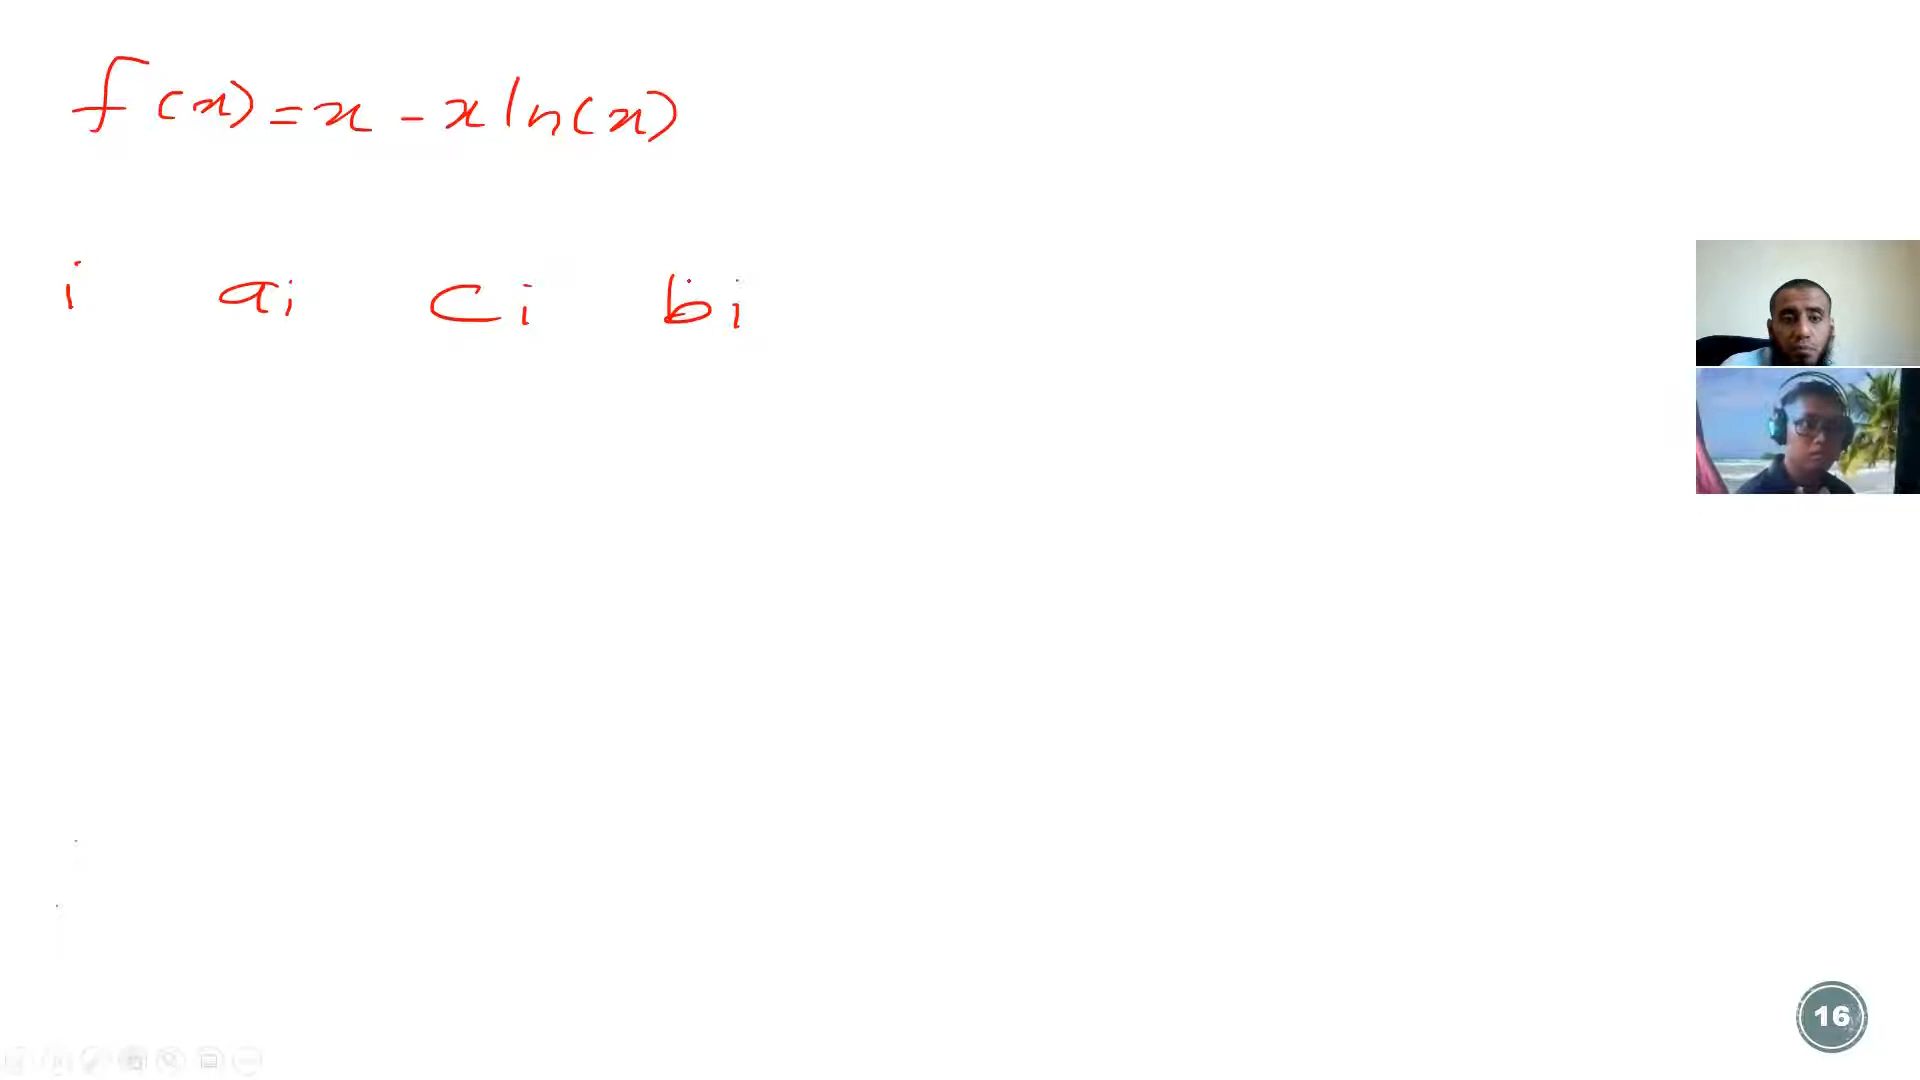 f(x) = x - x ln(x)
i ai ci bi
16